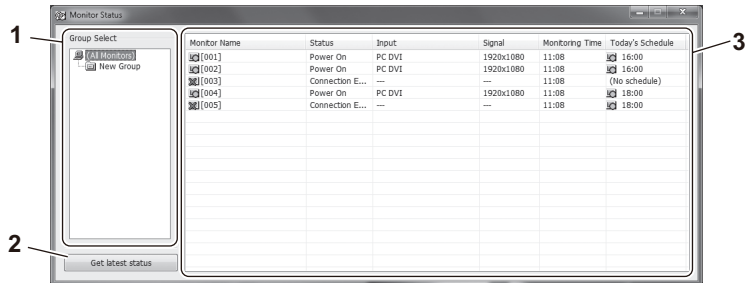 Monitor Status
1
Group Select
(All Monitors)
New Group
2
Get latest status
3
Monitor Name Status Input Signal Monitoring Time Today's Schedule
[001] Power On PC DVI 1920x1080 11:08 16:00
[002] Power On PC DVI 1920x1080 11:08 16:00
[003] Connection E... --- --- 11:08 (No schedule)
[004] Power On PC DVI 1920x1080 11:08 18:00
[005] Connection E... --- --- 11:08 18:00